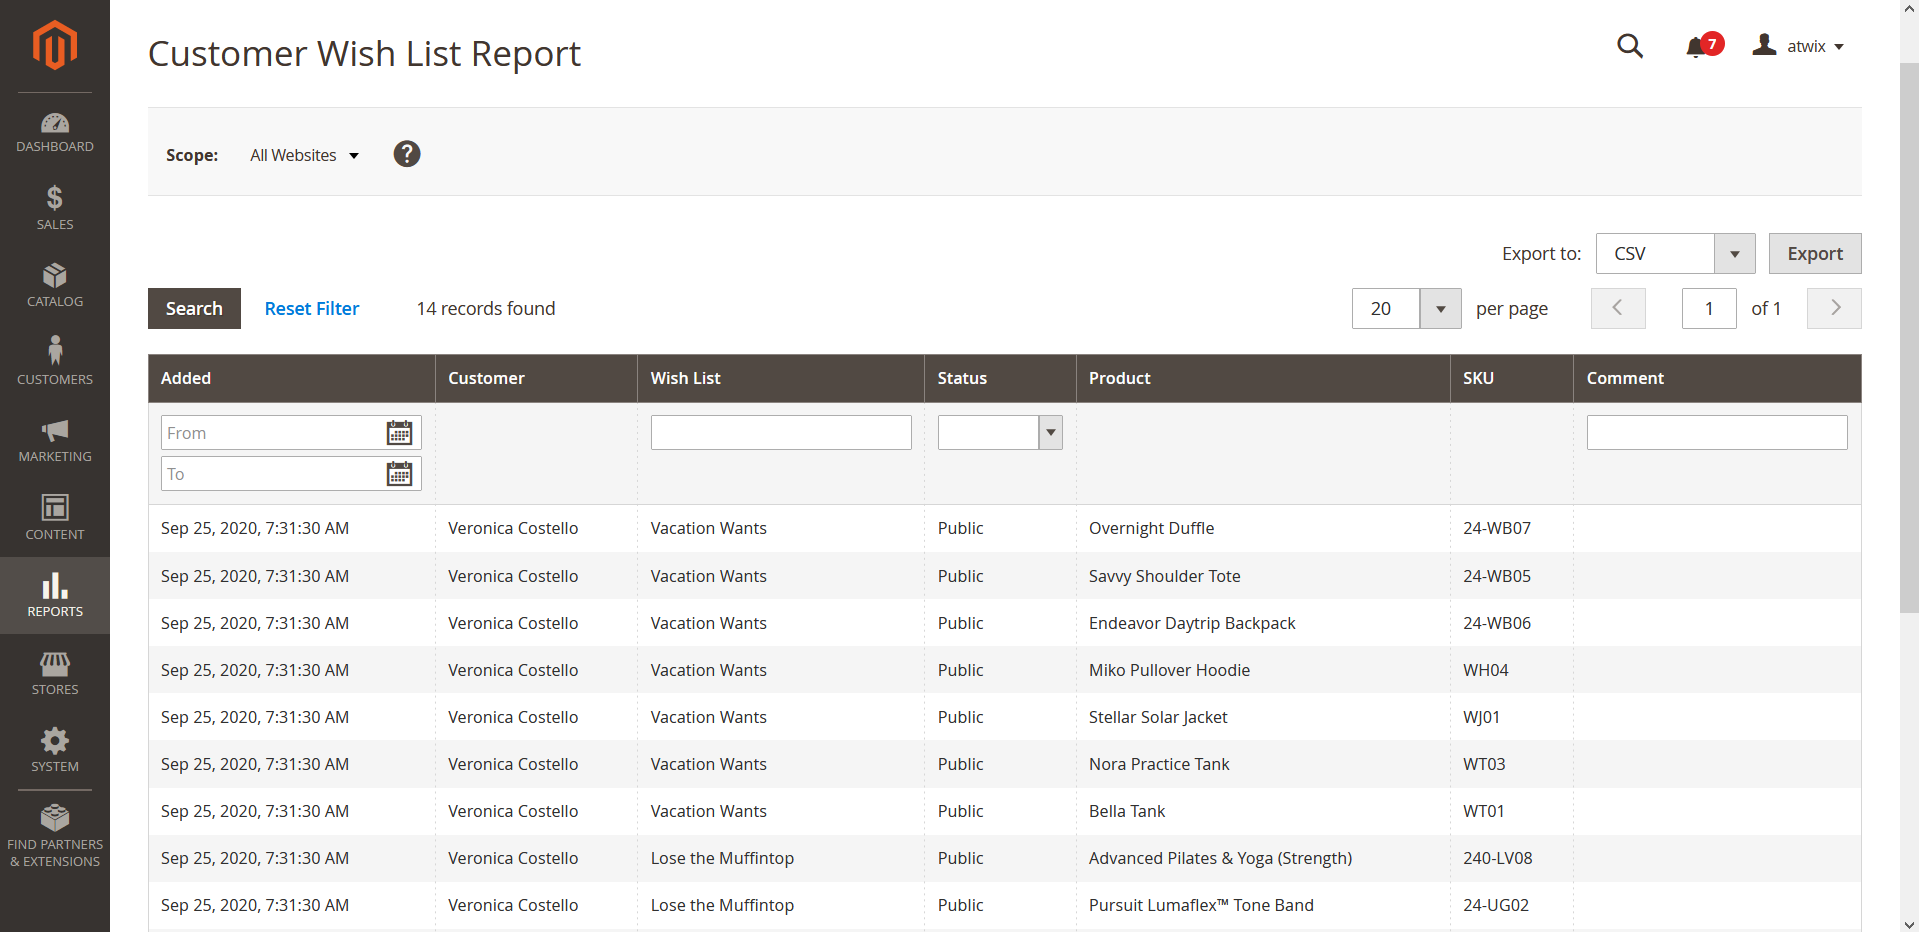 Customer Wish List Report
7
atwix
DASHBOARD
SALES
CATALOG
CUSTOMERS
MARKETING
CONTENT
REPORTS
STORES
SYSTEM
FIND PARTNERS
& EXTENSIONS
Scope: All Websites ?
Export to: CSV Export
Search Reset Filter 14 records found 20 per page 1 of 1
Added Customer Wish List Status Product SKU Comment
From
To
Sep 25, 2020, 7:31:30 AM Veronica Costello Vacation Wants Public Overnight Duffle 24-WB07
Sep 25, 2020, 7:31:30 AM Veronica Costello Vacation Wants Public Savvy Shoulder Tote 24-WB05
Sep 25, 2020, 7:31:30 AM Veronica Costello Vacation Wants Public Endeavor Daytrip Backpack 24-WB06
Sep 25, 2020, 7:31:30 AM Veronica Costello Vacation Wants Public Miko Pullover Hoodie WH04
Sep 25, 2020, 7:31:30 AM Veronica Costello Vacation Wants Public Stellar Solar Jacket WJ01
Sep 25, 2020, 7:31:30 AM Veronica Costello Vacation Wants Public Nora Practice Tank WT03
Sep 25, 2020, 7:31:30 AM Veronica Costello Vacation Wants Public Bella Tank WT01
Sep 25, 2020, 7:31:30 AM Veronica Costello Lose the Muffintop Public Advanced Pilates & Yoga (Strength) 240-LV08
Sep 25, 2020, 7:31:30 AM Veronica Costello Lose the Muffintop Public Pursuit Lumaflex™ Tone Band 24-UG02